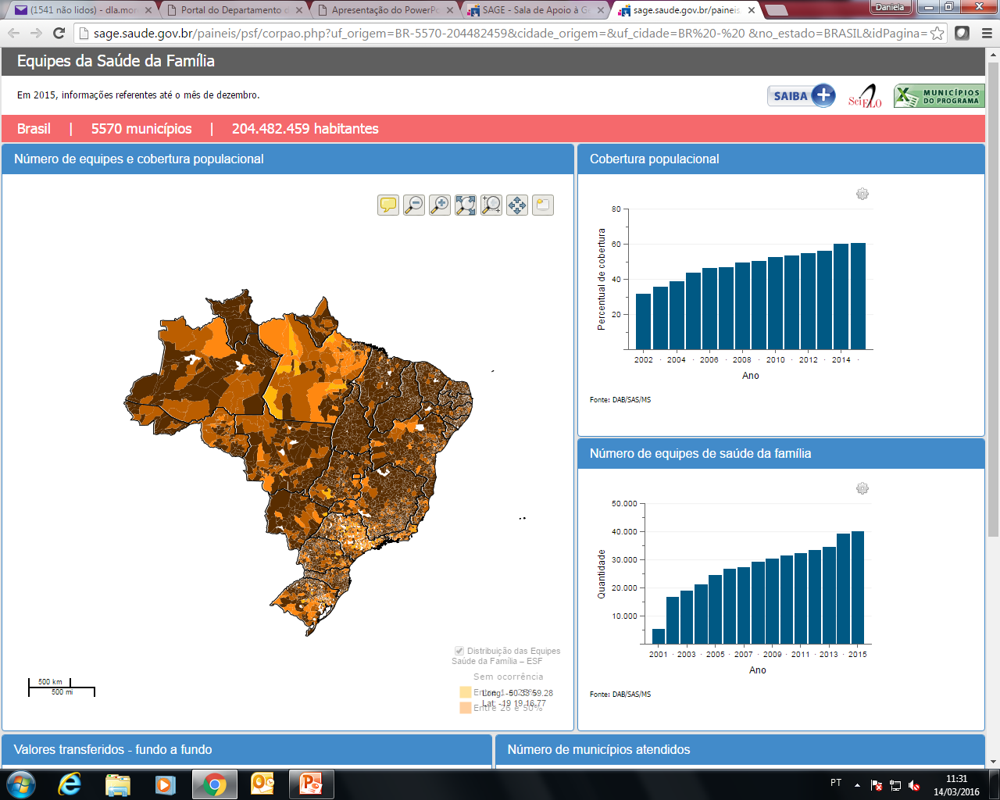 (1541 não lidos) - dla.mor
Portal do Departamento d
Apresentação do PowerPo
SAGE - Sala de Apoio à G
sage.saude.gov.br/paineis
Daniela
sage.saude.gov.br/paineis/psf/corpao.php?uf_origem=BR-5570-204482459&cidade_origem=&uf_cidade=BR%20-%20 &no_estado=BRASIL&idPagina=
Equipes da Saúde da Família
Em 2015, informações referentes até o mês de dezembro.
SAIBA +
SciELO
MUNICÍPIOS
DO PROGRAMA
Brasil | 5570 municípios | 204.482.459 habitantes
Número de equipes e cobertura populacional
500 km
500 mi
Distribuição das Equipes
Saúde da Família – ESF
Sem ocorrência
Entre 1 e 25%
Entre 26 e 50%
Lat: -19 19.16.77
Cobertura populacional
80
60
40
20
Percentual de cobertura
2002 · 2004 · 2006 · 2008 · 2010 · 2012 · 2014 ·
Ano
Fonte: DAB/SAS/MS
Número de equipes de saúde da família
50.000
40.000
30.000
20.000
10.000
Quantidade
2001 · 2003 · 2005 · 2007 · 2009 · 2011 · 2013 · 2015
Ano
Fonte: DAB/SAS/MS
Valores transferidos - fundo a fundo
Número de municípios atendidos
PT
11:31
14/03/2016